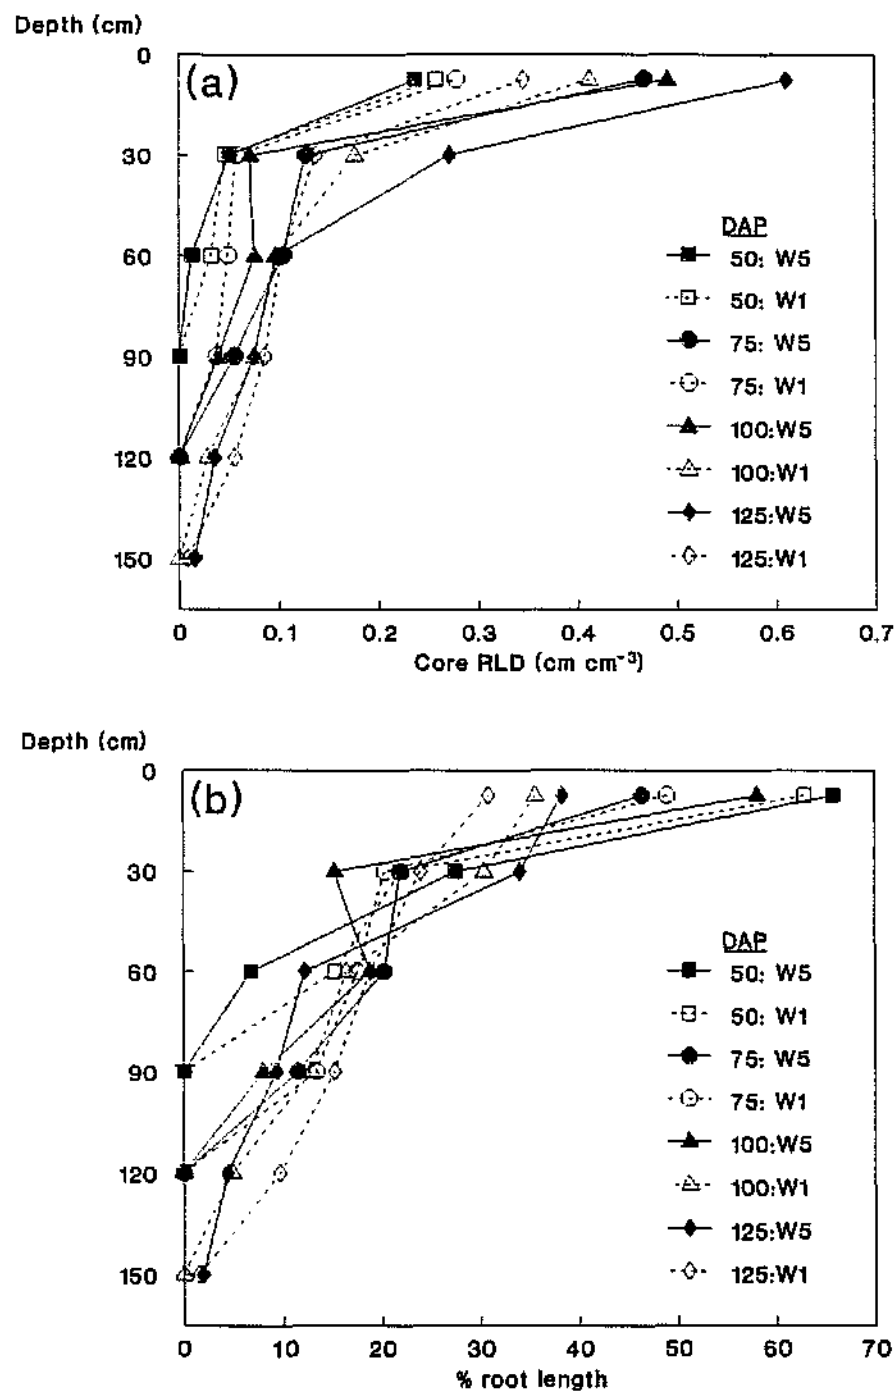 Depth (cm)
0
(a)
30
60
90
120
150
DAP
50: W5
50: W1
75: W5
75: W1
100:W5
100:W1
125:W5
125:W1
0 0.1 0.2 0.3 0.4 0.5 0.6 0.7
Core RLD (cm cm⁻³)
Depth (cm)
0
(b)
30
60
90
120
150
DAP
50: W5
50: W1
75: W5
75: W1
100:W5
100:W1
125:W5
125:W1
0 10 20 30 40 50 60 70
% root length